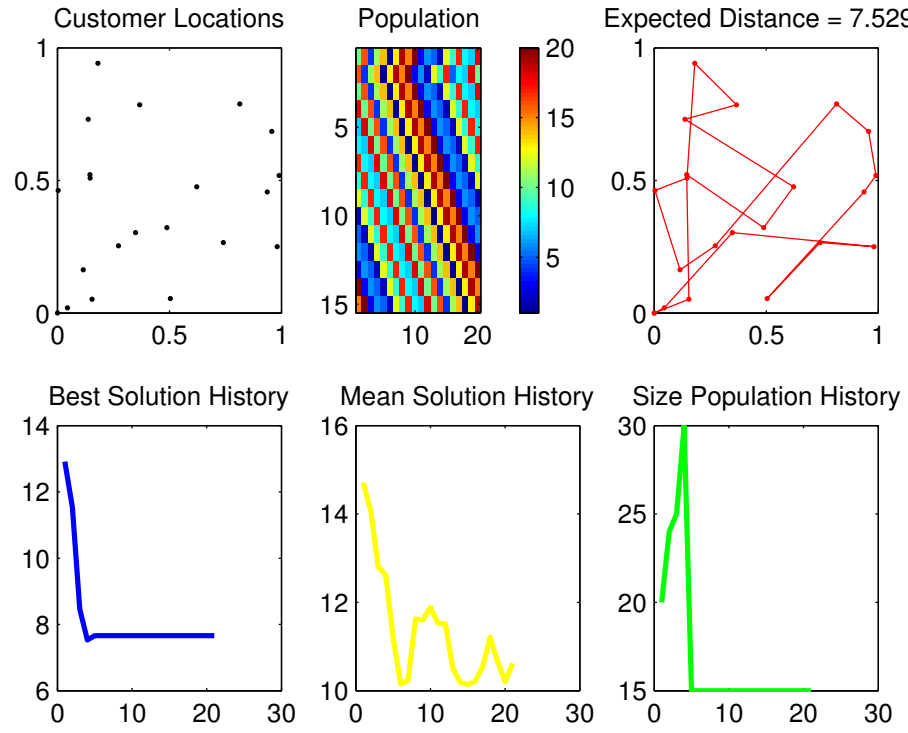 Customer Locations
1
0.5
0
0 0.5 1
Population
5
10
15
10 20
20
15
10
5
Expected Distance = 7.529
1
0.5
0
0 0.5 1
Best Solution History
14
12
10
8
6
0 10 20 30
Mean Solution History
16
14
12
10
0 10 20 30
Size Population History
30
25
20
15
0 10 20 30